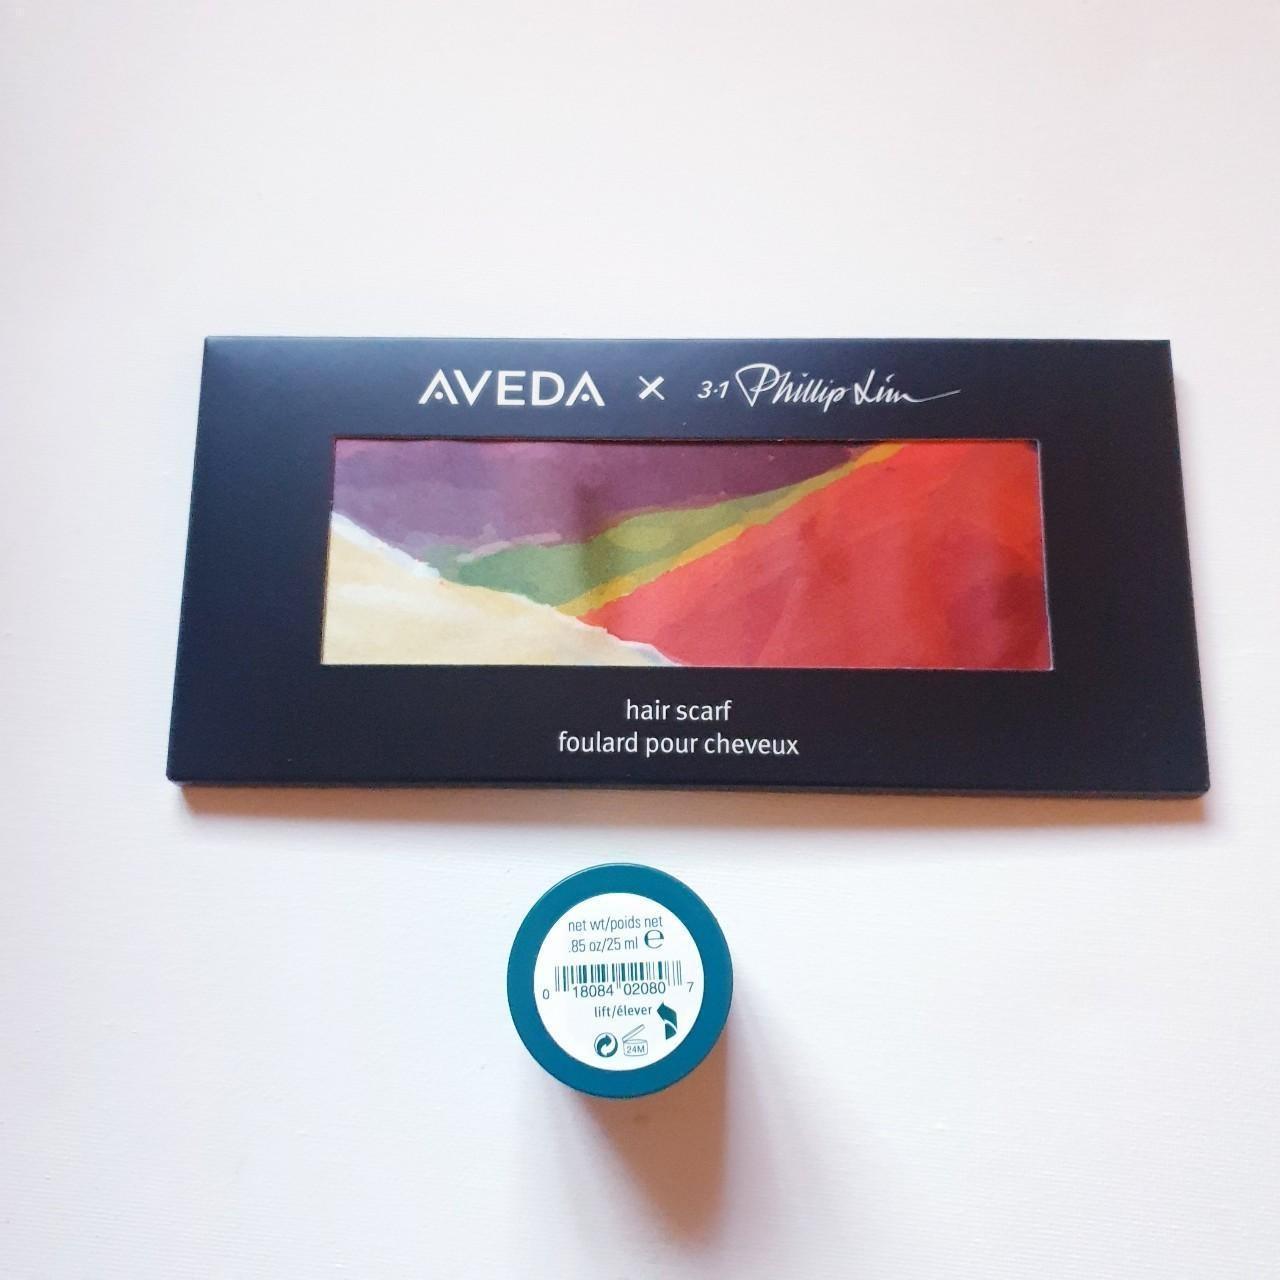 AVEDA × 3·1 Phillip Lim
hair scarf
foulard pour cheveux
net wt/poids net
.85 oz/25 ml ℮
0 18084 02080 7
lift/élever
24M